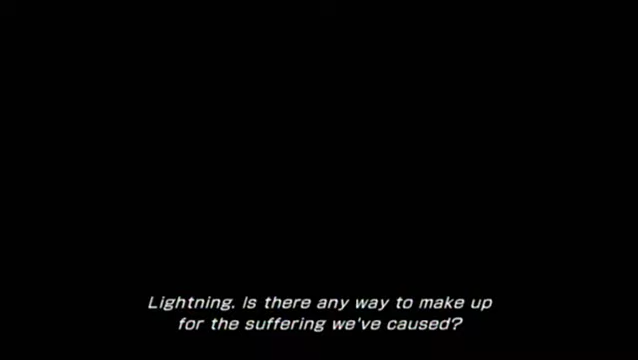 Lightning. Is there any way to make up
for the suffering we've caused?